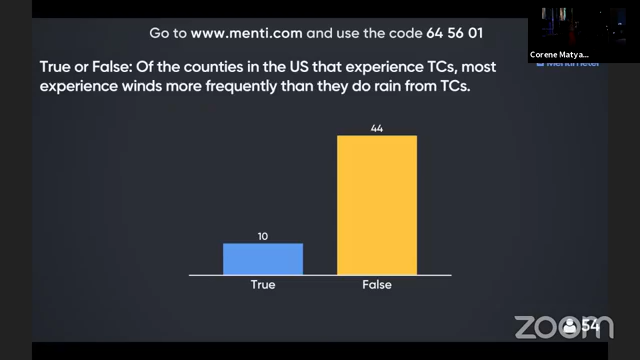 Go to www.menti.com and use the code 64 56 01
Corene Matya...
Mentimeter
True or False: Of the counties in the US that experience TCs, most
experience winds more frequently than they do rain from TCs.
44
10
True
False
zoom
54